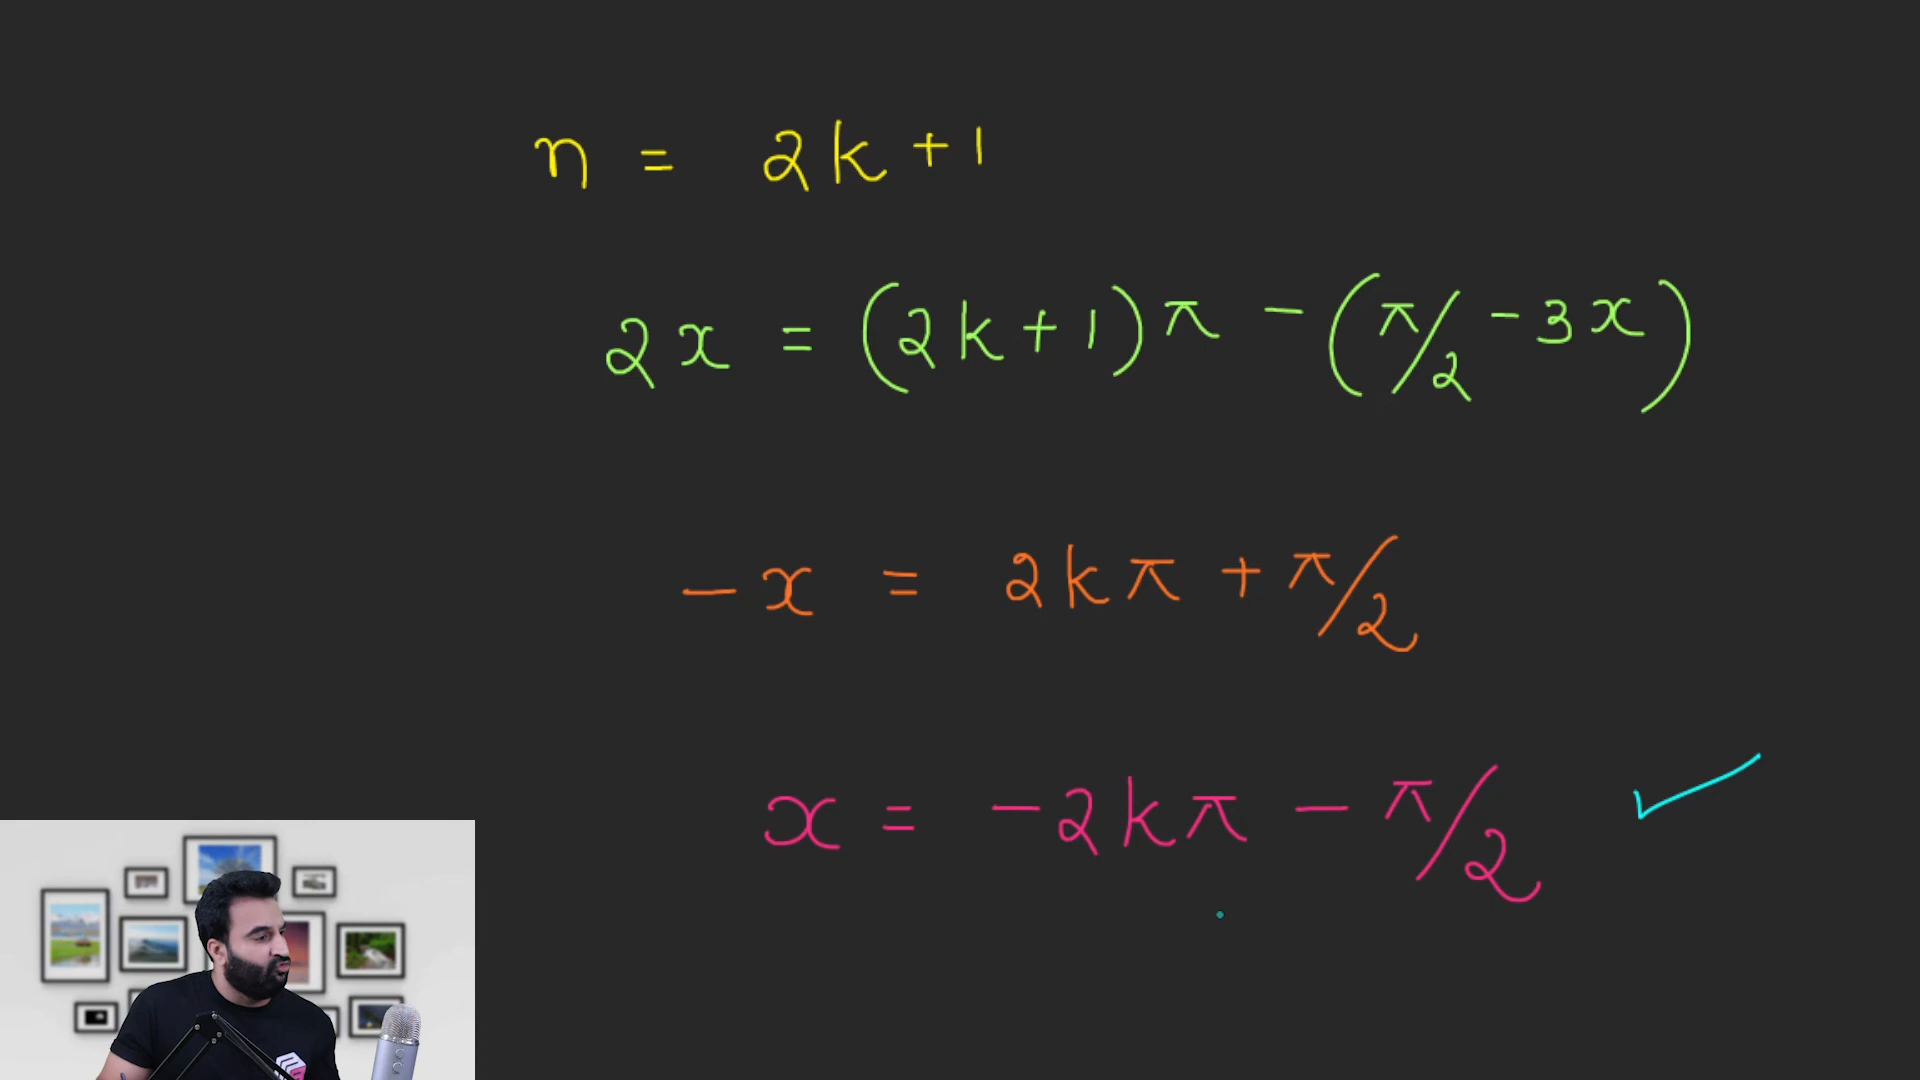 n = 2k+1
2x = (2k+1)π - (π/2 - 3x)
-x = 2kπ + π/2
x = -2kπ - π/2